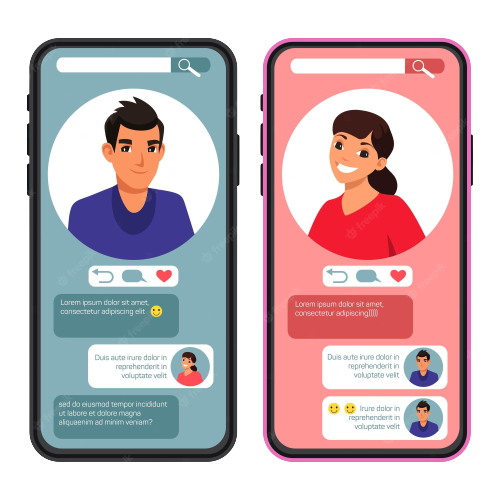 Lorem ipsum dolor sit amet,
consectetur adipiscing elit
Duis aute irure dolor in
reprehenderit in
voluptate velit
sed do eiusmod tempor incididunt
ut labore et dolore magna
aliquaenim ad minim veniam?
Lorem ipsum dolor sit amet,
consectetur adipiscing)))))
Duis aute irure dolor in
reprehenderit in
voluptate velit
Irure dolor in
reprehenderit in
voluptate velit